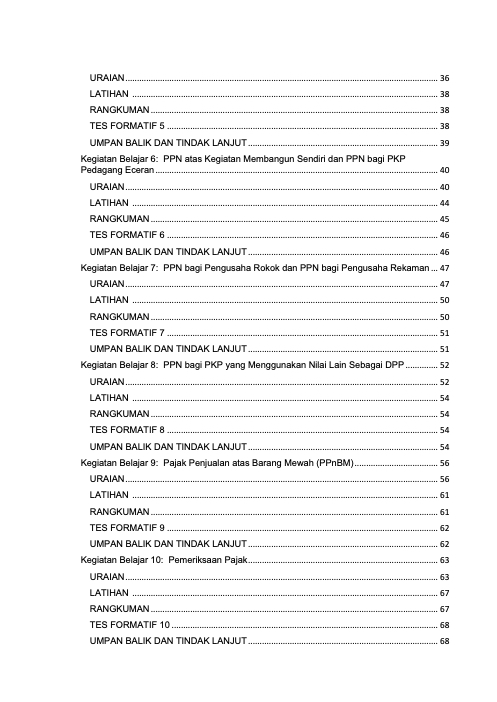 URAIAN ........ 36
LATIHAN ........ 38
RANGKUMAN ........ 38
TES FORMATIF 5 ........ 38
UMPAN BALIK DAN TINDAK LANJUT ........ 39
Kegiatan Belajar 6: PPN atas Kegiatan Membangun Sendiri dan PPN bagi PKP
Pedagang Eceran ........ 40
URAIAN ........ 40
LATIHAN ........ 44
RANGKUMAN ........ 45
TES FORMATIF 6 ........ 46
UMPAN BALIK DAN TINDAK LANJUT ........ 46
Kegiatan Belajar 7: PPN bagi Pengusaha Rokok dan PPN bagi Pengusaha Rekaman ... 47
URAIAN ........ 47
LATIHAN ........ 50
RANGKUMAN ........ 50
TES FORMATIF 7 ........ 51
UMPAN BALIK DAN TINDAK LANJUT ........ 51
Kegiatan Belajar 8: PPN bagi PKP yang Menggunakan Nilai Lain Sebagai DPP ........ 52
URAIAN ........ 52
LATIHAN ........ 54
RANGKUMAN ........ 54
TES FORMATIF 8 ........ 54
UMPAN BALIK DAN TINDAK LANJUT ........ 54
Kegiatan Belajar 9: Pajak Penjualan atas Barang Mewah (PPnBM) ........ 56
URAIAN ........ 56
LATIHAN ........ 61
RANGKUMAN ........ 61
TES FORMATIF 9 ........ 62
UMPAN BALIK DAN TINDAK LANJUT ........ 62
Kegiatan Belajar 10: Pemeriksaan Pajak ........ 63
URAIAN ........ 63
LATIHAN ........ 67
RANGKUMAN ........ 67
TES FORMATIF 10 ........ 68
UMPAN BALIK DAN TINDAK LANJUT ........ 68